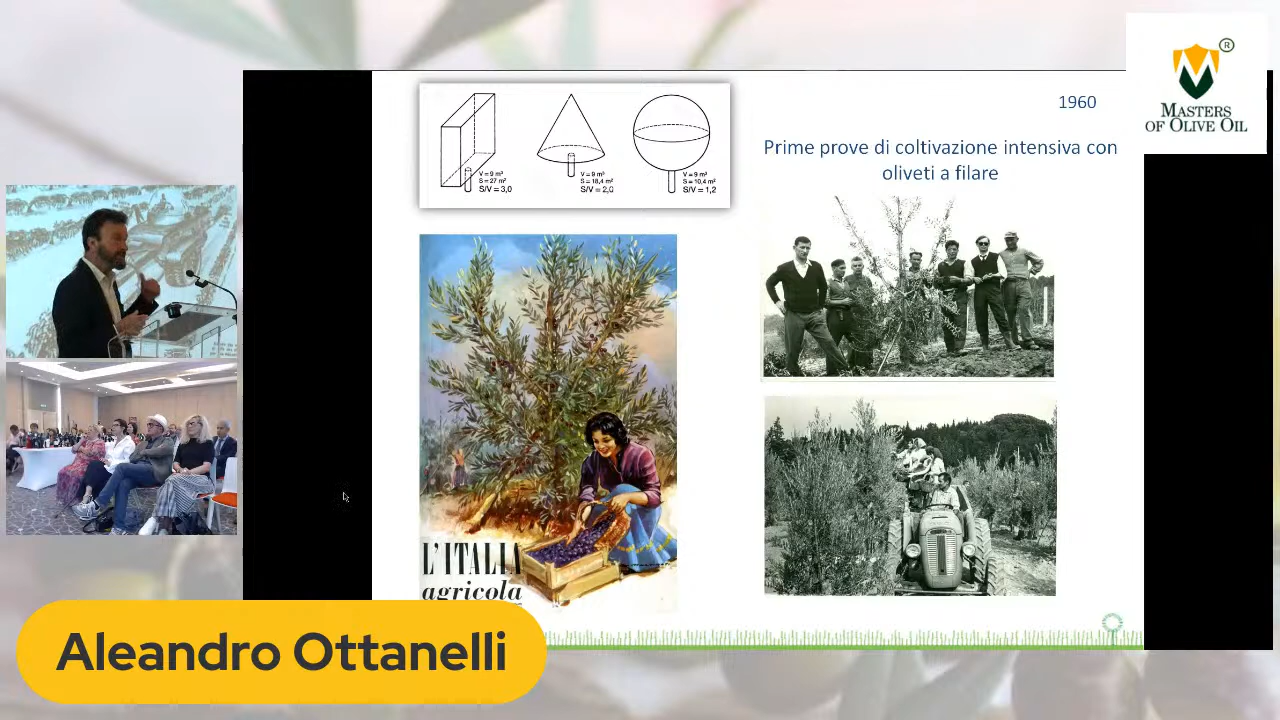 V = 9 m³
S = 27 m²
S/V = 3,0
V = 9 m³
S = 18,4 m²
S/V = 2,0
V = 9 m³
S = 10,4 m²
S/V = 1,2
1960
Prime prove di coltivazione intensiva con
oliveti a filare
MASTERS
OF OLIVE OIL
®
L'ITALIA
agricola
Aleandro Ottanelli